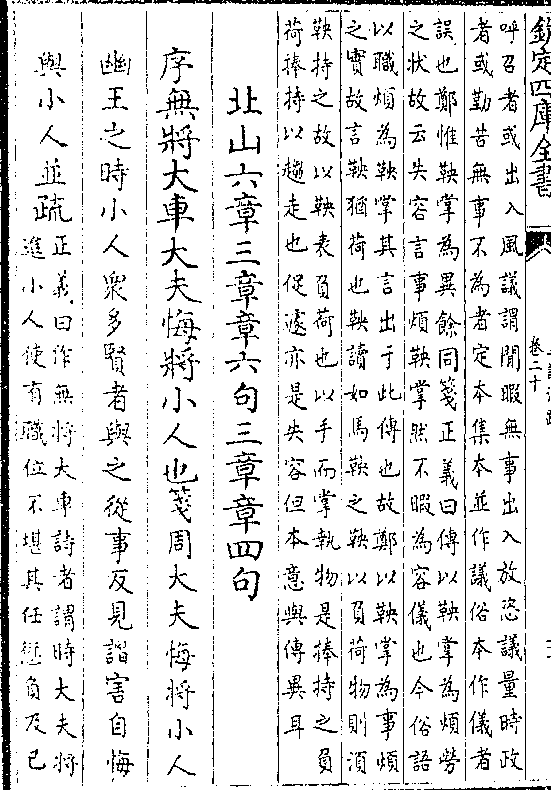 欽定四庫全書
卷二十
呼召者或出入風議謂閒暇無事出入放恣議量時政
者或勤苦無事不為者定本集本並作議俗本作儀者
誤也鄭惟鞅掌為異餘同箋正義曰傳以鞅掌為煩勞
之狀故云失容言事煩鞅掌然不暇為容儀也今俗語
以職煩為鞅掌其言出于此傳也故鄭以鞅掌為事煩
之實故言鞅猶荷也鞅讀如馬鞅之鞅以負荷物則須
鞅持之故以鞅表負荷也以手而掌執物是捧持之負
荷捧持以趨走也促遽亦是失容但本意與傳異耳
北山六章三章章六句三章章四句
序無將大車大夫悔將小人也箋周大夫悔將小人
幽王之時小人衆多賢者與之從事反見譖害自悔
與小人並疏正義曰作無將大車詩者謂時大夫將
進小人使有職位不堪其任愆負及已